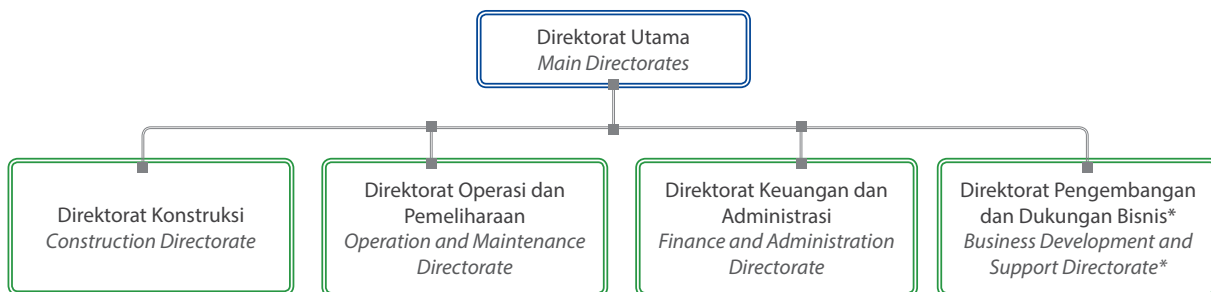 Direktorat Utama
Main Directorates
Direktorat Konstruksi
Construction Directorate
Direktorat Operasi dan
Pemeliharaan
Operation and Maintenance
Directorate
Direktorat Keuangan dan
Administrasi
Finance and Administration
Directorate
Direktorat Pengembangan
dan Dukungan Bisnis*
Business Development and
Support Directorate*